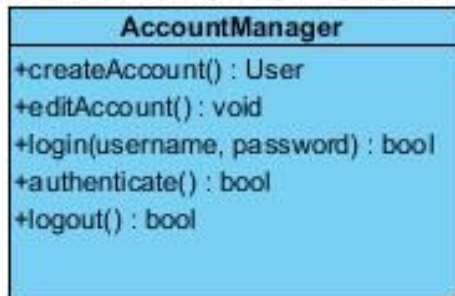 AccountManager
+createAccount() : User
+editAccount() : void
+login(username, password) : bool
+authenticate() : bool
+logout() : bool